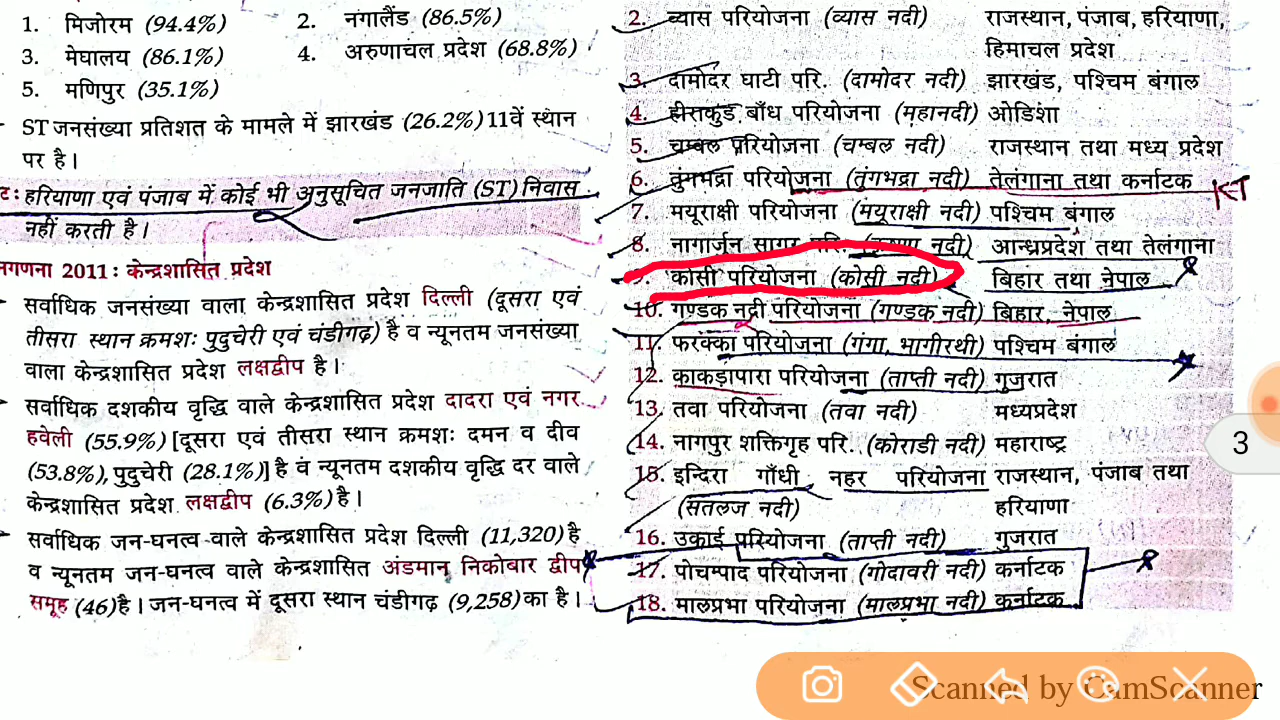 1. मिजोरम (94.4%) 2. नगालैंड (86.5%)
3. मेघालय (86.1%) 4. अरुणाचल प्रदेश (68.8%)
5. मणिपुर (35.1%)
ST जनसंख्या प्रतिशत के मामले में झारखंड (26.2%) 11वें स्थान
पर है।
ट: हरियाणा एवं पंजाब में कोई भी अनुसूचित जनजाति (ST) निवास
नहीं करती है।
नगणना 2011: केन्द्रशासित प्रदेश
सर्वाधिक जनसंख्या वाला केन्द्रशासित प्रदेश दिल्ली (दूसरा एवं
तीसरा स्थान क्रमशः पुदुचेरी एवं चंडीगढ़) है व न्यूनतम जनसंख्या
वाला केन्द्रशासित प्रदेश लक्षद्वीप है।
सर्वाधिक दशकीय वृद्धि वाले केन्द्रशासित प्रदेश दादरा एवं नगर
हवेली (55.9%) [दूसरा एवं तीसरा स्थान क्रमशः दमन व दीव
(53.8%), पुदुचेरी (28.1%)] है वं न्यूनतम दशकीय वृद्धि दर वाले
केन्द्रशासित प्रदेश लक्षद्वीप (6.3%) है।
सर्वाधिक जन-घनत्व वाले केन्द्रशासित प्रदेश दिल्ली (11,320) है
व न्यूनतम जन-घनत्व वाले केन्द्रशासित अंडमान निकोबार द्वीप
समूह (46) है। जन-घनत्व में दूसरा स्थान चंडीगढ़ (9,258) का है।
2. व्यास परियोजना (व्यास नदी) राजस्थान, पंजाब, हरियाणा,
हिमाचल प्रदेश
3. दामोदर घाटी परि. (दामोदर नदी) झारखंड, पश्चिम बंगाल
4. हीराकुंड बाँध परियोजना (महानदी) ओडिशा
5. चम्बल परियोजना (चम्बल नदी) राजस्थान तथा मध्य प्रदेश
6. तुंगभद्रा परियोजना (तुंगभद्रा नदी) तेलंगाना तथा कर्नाटक KT
7. मयूराक्षी परियोजना (मयूराक्षी नदी) पश्चिम बंगाल
8. नागार्जुन सागर परि. (कृष्णा नदी) आन्ध्रप्रदेश तथा तेलंगाना
9. कोसी परियोजना (कोसी नदी) बिहार तथा नेपाल
10. गण्डक नदी परियोजना (गण्डक नदी) बिहार, नेपाल
11. फरक्का परियोजना (गंगा, भागीरथी) पश्चिम बंगाल
12. काकड़ापारा परियोजना (ताप्ती नदी) गुजरात
13. तवा परियोजना (तवा नदी) मध्यप्रदेश
14. नागपुर शक्तिगृह परि. (कोराडी नदी) महाराष्ट्र
15. इन्दिरा गाँधी नहर परियोजना राजस्थान, पंजाब तथा
(सतलज नदी) हरियाणा
16. उकाई परियोजना (ताप्ती नदी) गुजरात
17. पोचम्पाद परियोजना (गोदावरी नदी) कर्नाटक
18. मालप्रभा परियोजना (मालप्रभा नदी) कर्नाटक
3
Scanned by CamScanner